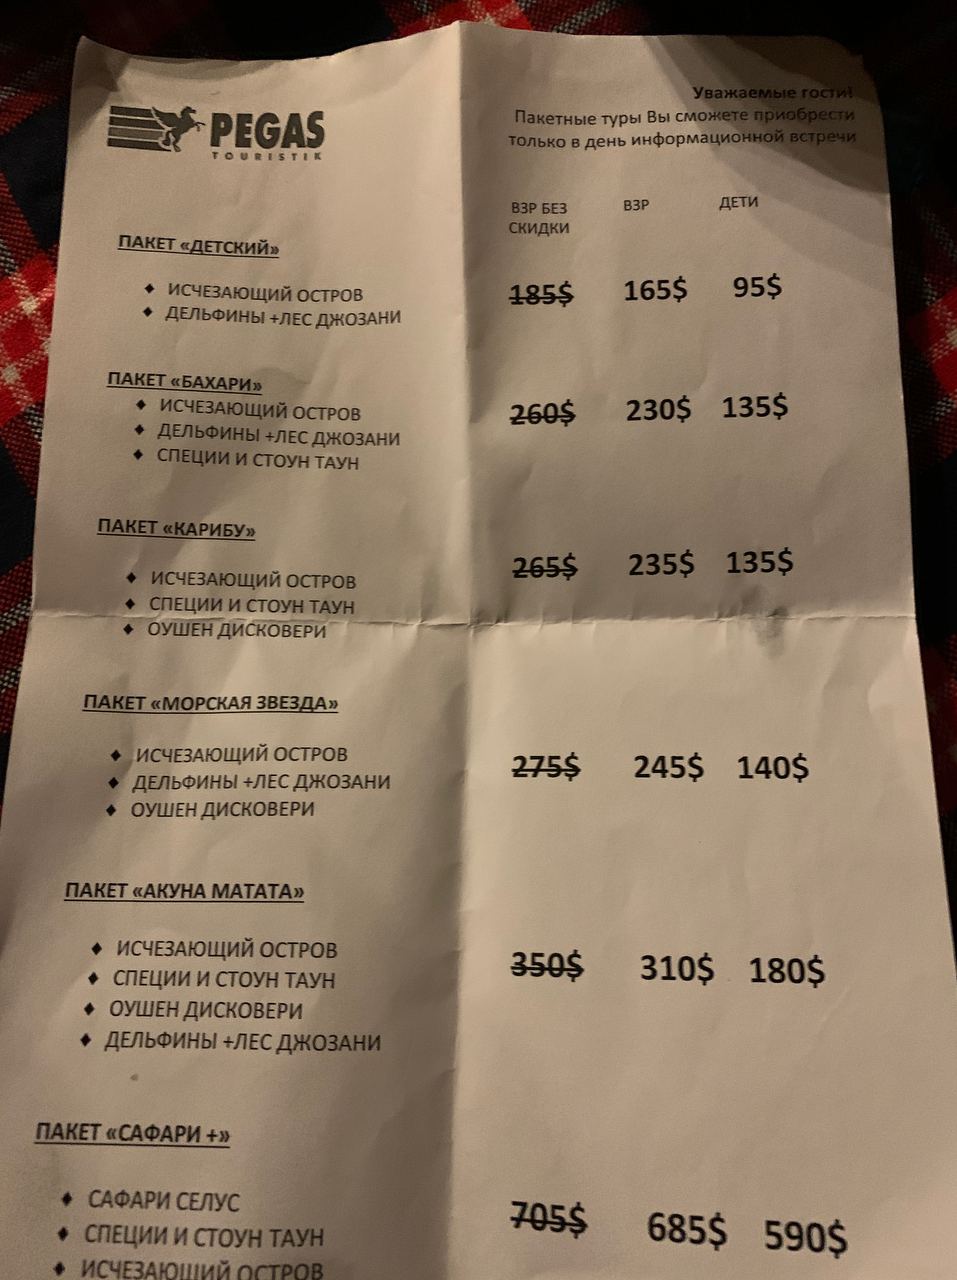 PEGAS
TOURISTIK
Уважаемые гости!
Пакетные туры Вы сможете приобрести
только в день информационной встречи
ВЗР БЕЗ СКИДКИ ВЗР ДЕТИ
ПАКЕТ «ДЕТСКИЙ»
♦ ИСЧЕЗАЮЩИЙ ОСТРОВ
♦ ДЕЛЬФИНЫ +ЛЕС ДЖОЗАНИ
185$ 165$ 95$
ПАКЕТ «БАХАРИ»
♦ ИСЧЕЗАЮЩИЙ ОСТРОВ
♦ ДЕЛЬФИНЫ +ЛЕС ДЖОЗАНИ
♦ СПЕЦИИ И СТОУН ТАУН
260$ 230$ 135$
ПАКЕТ «КАРИБУ»
♦ ИСЧЕЗАЮЩИЙ ОСТРОВ
♦ СПЕЦИИ И СТОУН ТАУН
♦ ОУШЕН ДИСКОВЕРИ
265$ 235$ 135$
ПАКЕТ «МОРСКАЯ ЗВЕЗДА»
♦ ИСЧЕЗАЮЩИЙ ОСТРОВ
♦ ДЕЛЬФИНЫ +ЛЕС ДЖОЗАНИ
♦ ОУШЕН ДИСКОВЕРИ
275$ 245$ 140$
ПАКЕТ «АКУНА МАТАТА»
♦ ИСЧЕЗАЮЩИЙ ОСТРОВ
♦ СПЕЦИИ И СТОУН ТАУН
♦ ОУШЕН ДИСКОВЕРИ
♦ ДЕЛЬФИНЫ +ЛЕС ДЖОЗАНИ
350$ 310$ 180$
ПАКЕТ «САФАРИ +»
♦ САФАРИ СЕЛУС
♦ СПЕЦИИ И СТОУН ТАУН
♦ ИСЧЕЗАЮЩИЙ ОСТРОВ
705$ 685$ 590$